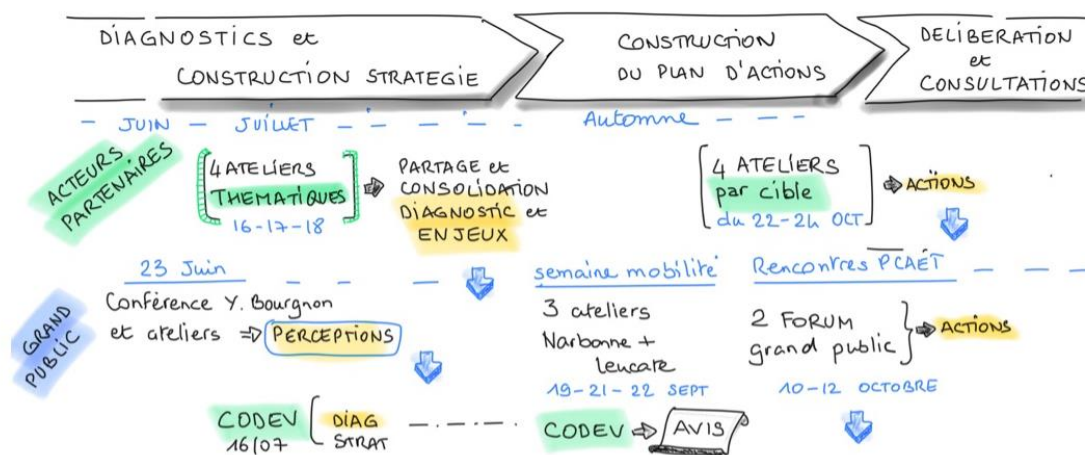 DIAGNOSTICS et
CONSTRUCTION STRATEGIE
CONSTRUCTION
DU PLAN D'ACTIONS
DELIBERATION
et
CONSULTATIONS
JUIN - JUILLET
Automne
ACTEURS
PARTENAIRES
4 ATELIERS
THEMATIQUES
16-17-18
PARTAGE et
CONSOLIDATION
DIAGNOSTIC et
ENJEUX
4 ATELIERS
par cible
du 22-24 OCT
ACTIONS
GRAND
PUBLIC
23 Juin
Conférence Y. Bourgnon
et ateliers ⇒ PERCEPTIONS
semaine mobilité
3 ateliers
Narbonne +
Leucate
19-21-22 SEPT
Rencontres PCAET
2 FORUM
grand public
10-12 OCTOBRE
ACTIONS
CODEV
16/07
DIAG
STRAT
CODEV
AVIS